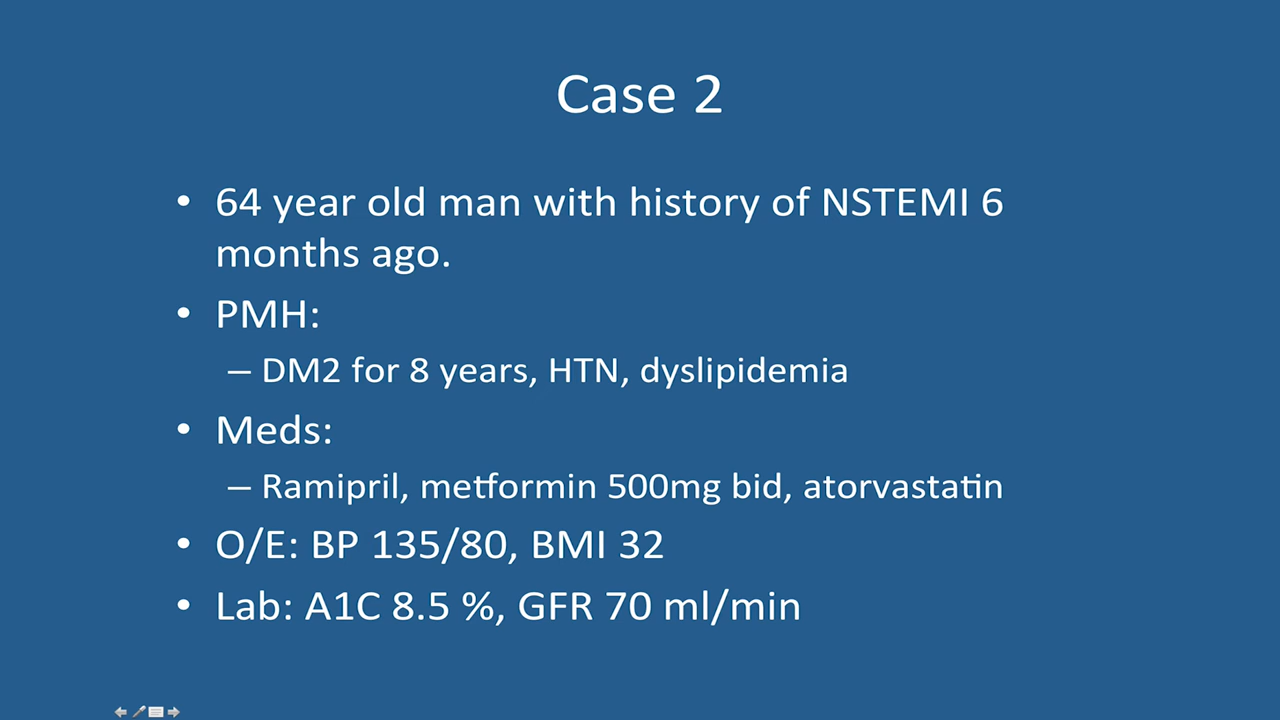 Case 2
• 64 year old man with history of NSTEMI 6
months ago.
• PMH:
– DM2 for 8 years, HTN, dyslipidemia
• Meds:
– Ramipril, metformin 500mg bid, atorvastatin
• O/E: BP 135/80, BMI 32
• Lab: A1C 8.5 %, GFR 70 ml/min